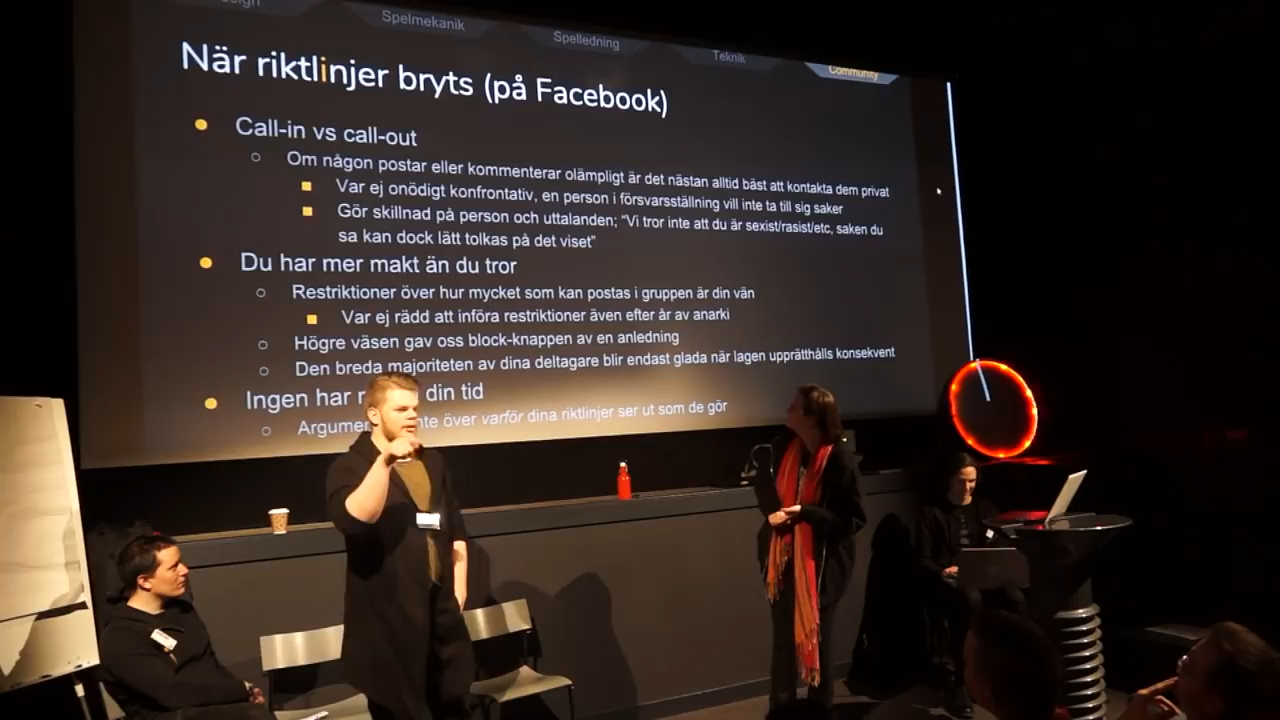 Spelmekanik
Spelledning
Teknik
Community
När riktlinjer bryts (på Facebook)
Call-in vs call-out
Om någon postar eller kommenterar olämpligt är det nästan alltid bäst att kontakta dem privat
Var ej onödigt konfrontativ, en person i försvarsställning vill inte ta till sig saker
Gör skillnad på person och uttalanden; "Vi tror inte att du är sexist/rasist/etc, saken du
sa kan dock lätt tolkas på det viset"
Du har mer makt än du tror
Restriktioner över hur mycket som kan postas i gruppen är din vän
Var ej rädd att införa restriktioner även efter år av anarki
Högre väsen gav oss block-knappen av en anledning
Den breda majoriteten av dina deltagare blir endast glada när lagen upprätthålls konsekvent
Ingen har din tid
över varför dina riktlinjer ser ut som de gör